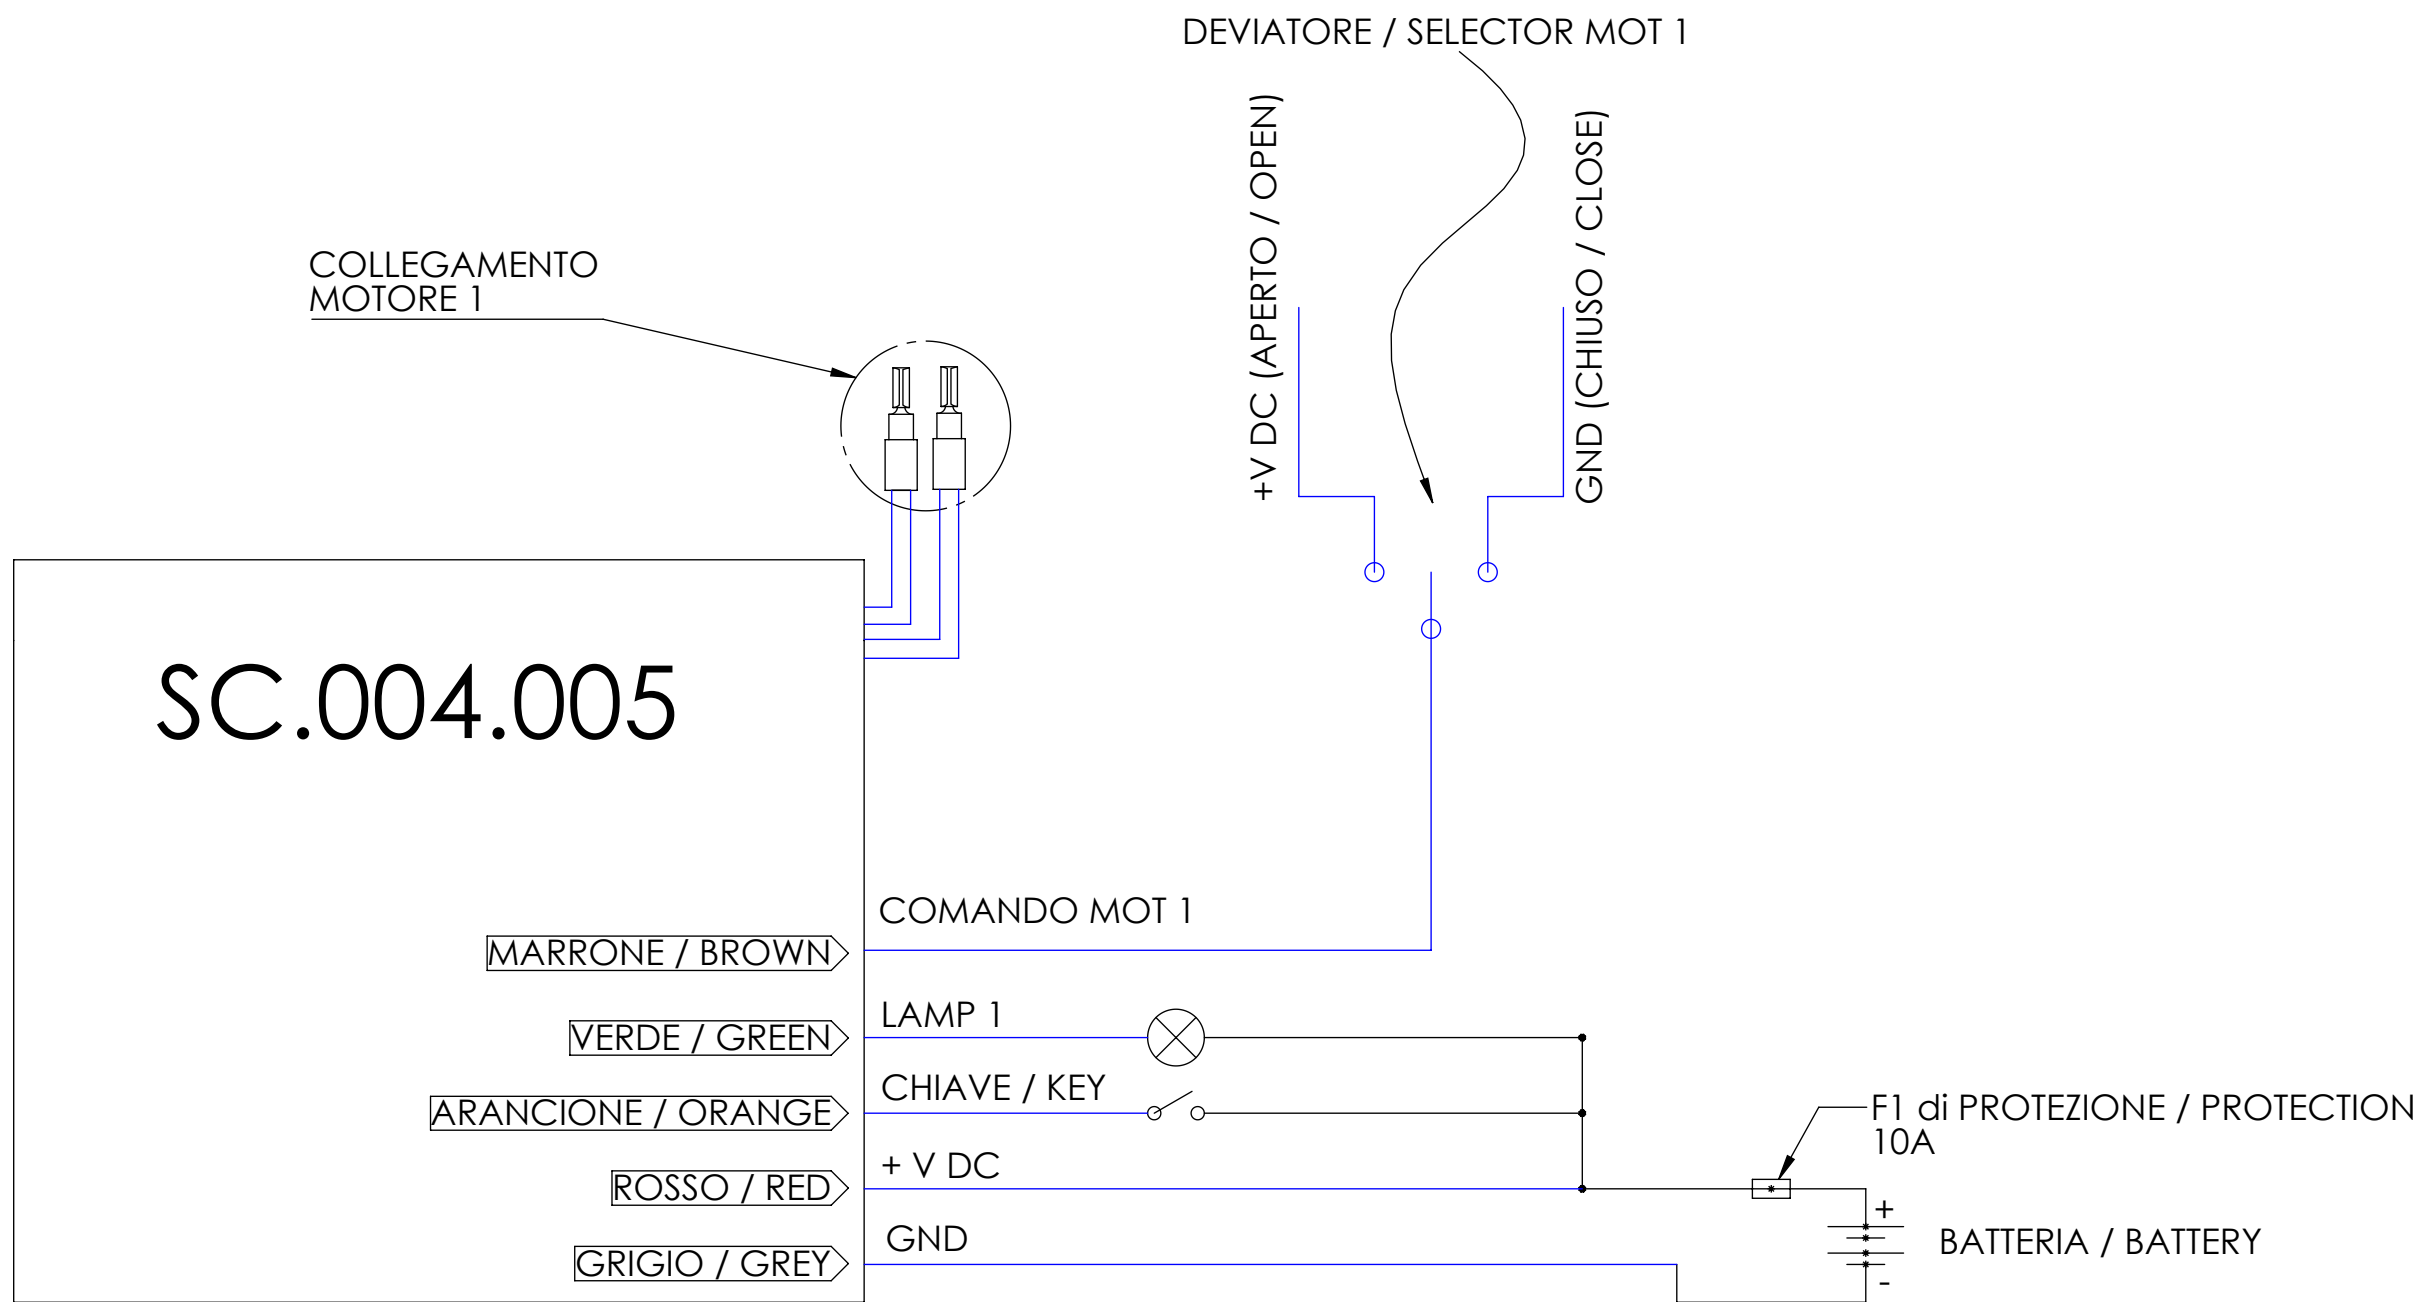 DEVIATORE / SELECTOR MOT 1
+V DC (APERTO / OPEN)
GND (CHIUSO / CLOSE)
COLLEGAMENTO
MOTORE 1
SC.004.005
COMANDO MOT 1
MARRONE / BROWN
LAMP 1
VERDE / GREEN
CHIAVE / KEY
ARANCIONE / ORANGE
F1 di PROTEZIONE / PROTECTION
10A
+ V DC
ROSSO / RED
+
GND
BATTERIA / BATTERY
GRIGIO / GREY
-